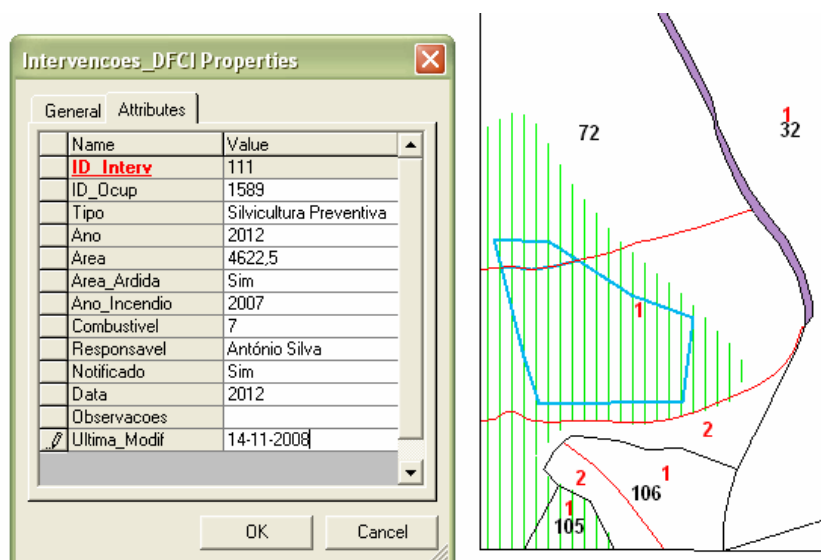 Intervencoes_DFCI Properties
General Attributes
Name Value
ID_Interv 111
ID_Ocup 1589
Tipo Silvicultura Preventiva
Ano 2012
Area 4622,5
Area_Ardida Sim
Ano_Incendio 2007
Combustivel 7
Responsavel António Silva
Notificado Sim
Data 2012
Observacoes
Ultima_Modif 14-11-2008
OK Cancel
1
72 32
1
2
2 1
106
1
105